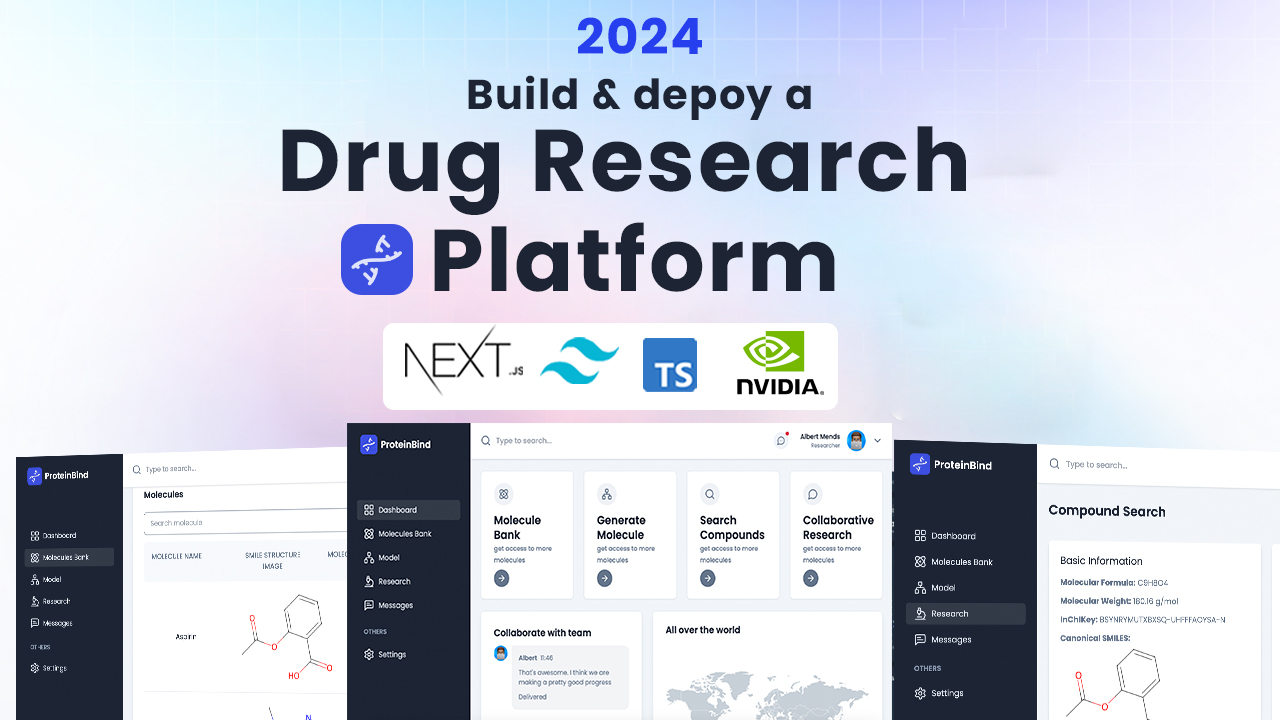 2024
Build & depoy a
Drug Research
Platform
NEXT.JS
TS
NVIDIA.
ProteinBind
Type to search...
Dashboard
Molecules Bank
Model
Research
Messages
OTHERS
Settings
Molecules
Search molecule
MOLECULE NAME
SMILE STRUCTURE
IMAGE
Aspirin
O
O
O
HO
N
ProteinBind
Type to search...
Albert Mends
Researcher
Dashboard
Molecules Bank
Model
Research
Messages
OTHERS
Settings
Molecule
Bank
get access to more
molecules
Generate
Molecule
get access to more
molecules
Search
Compounds
get access to more
molecules
Collaborative
Research
get access to more
molecules
Collaborate with team
Albert 11:46
That's awesome. I think we are
making a pretty good progress
Delivered
All over the world
ProteinBind
Type to search...
Dashboard
Molecules Bank
Model
Research
Messages
OTHERS
Settings
Compound Search
Basic Information
Molecular Formula: C9H8O4
Molecular Weight: 180.16 g/mol
InChIKey: BSYNRYMUTXBXSQ-UHFFFAOYSA-N
Canonical SMILES:
O
O